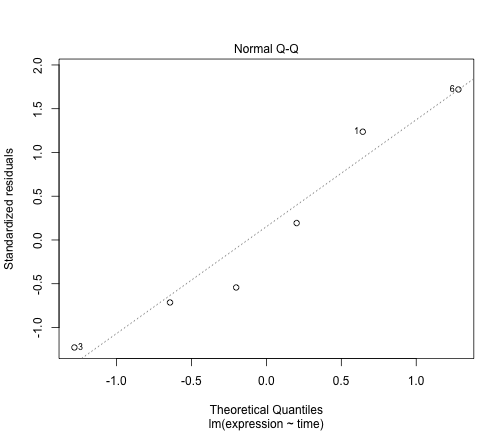 Normal Q-Q
Standardized residuals
2.0
1.5
1.0
0.5
0.0
-0.5
-1.0
6
1
3
-1.0 -0.5 0.0 0.5 1.0
Theoretical Quantiles
lm(expression ~ time)